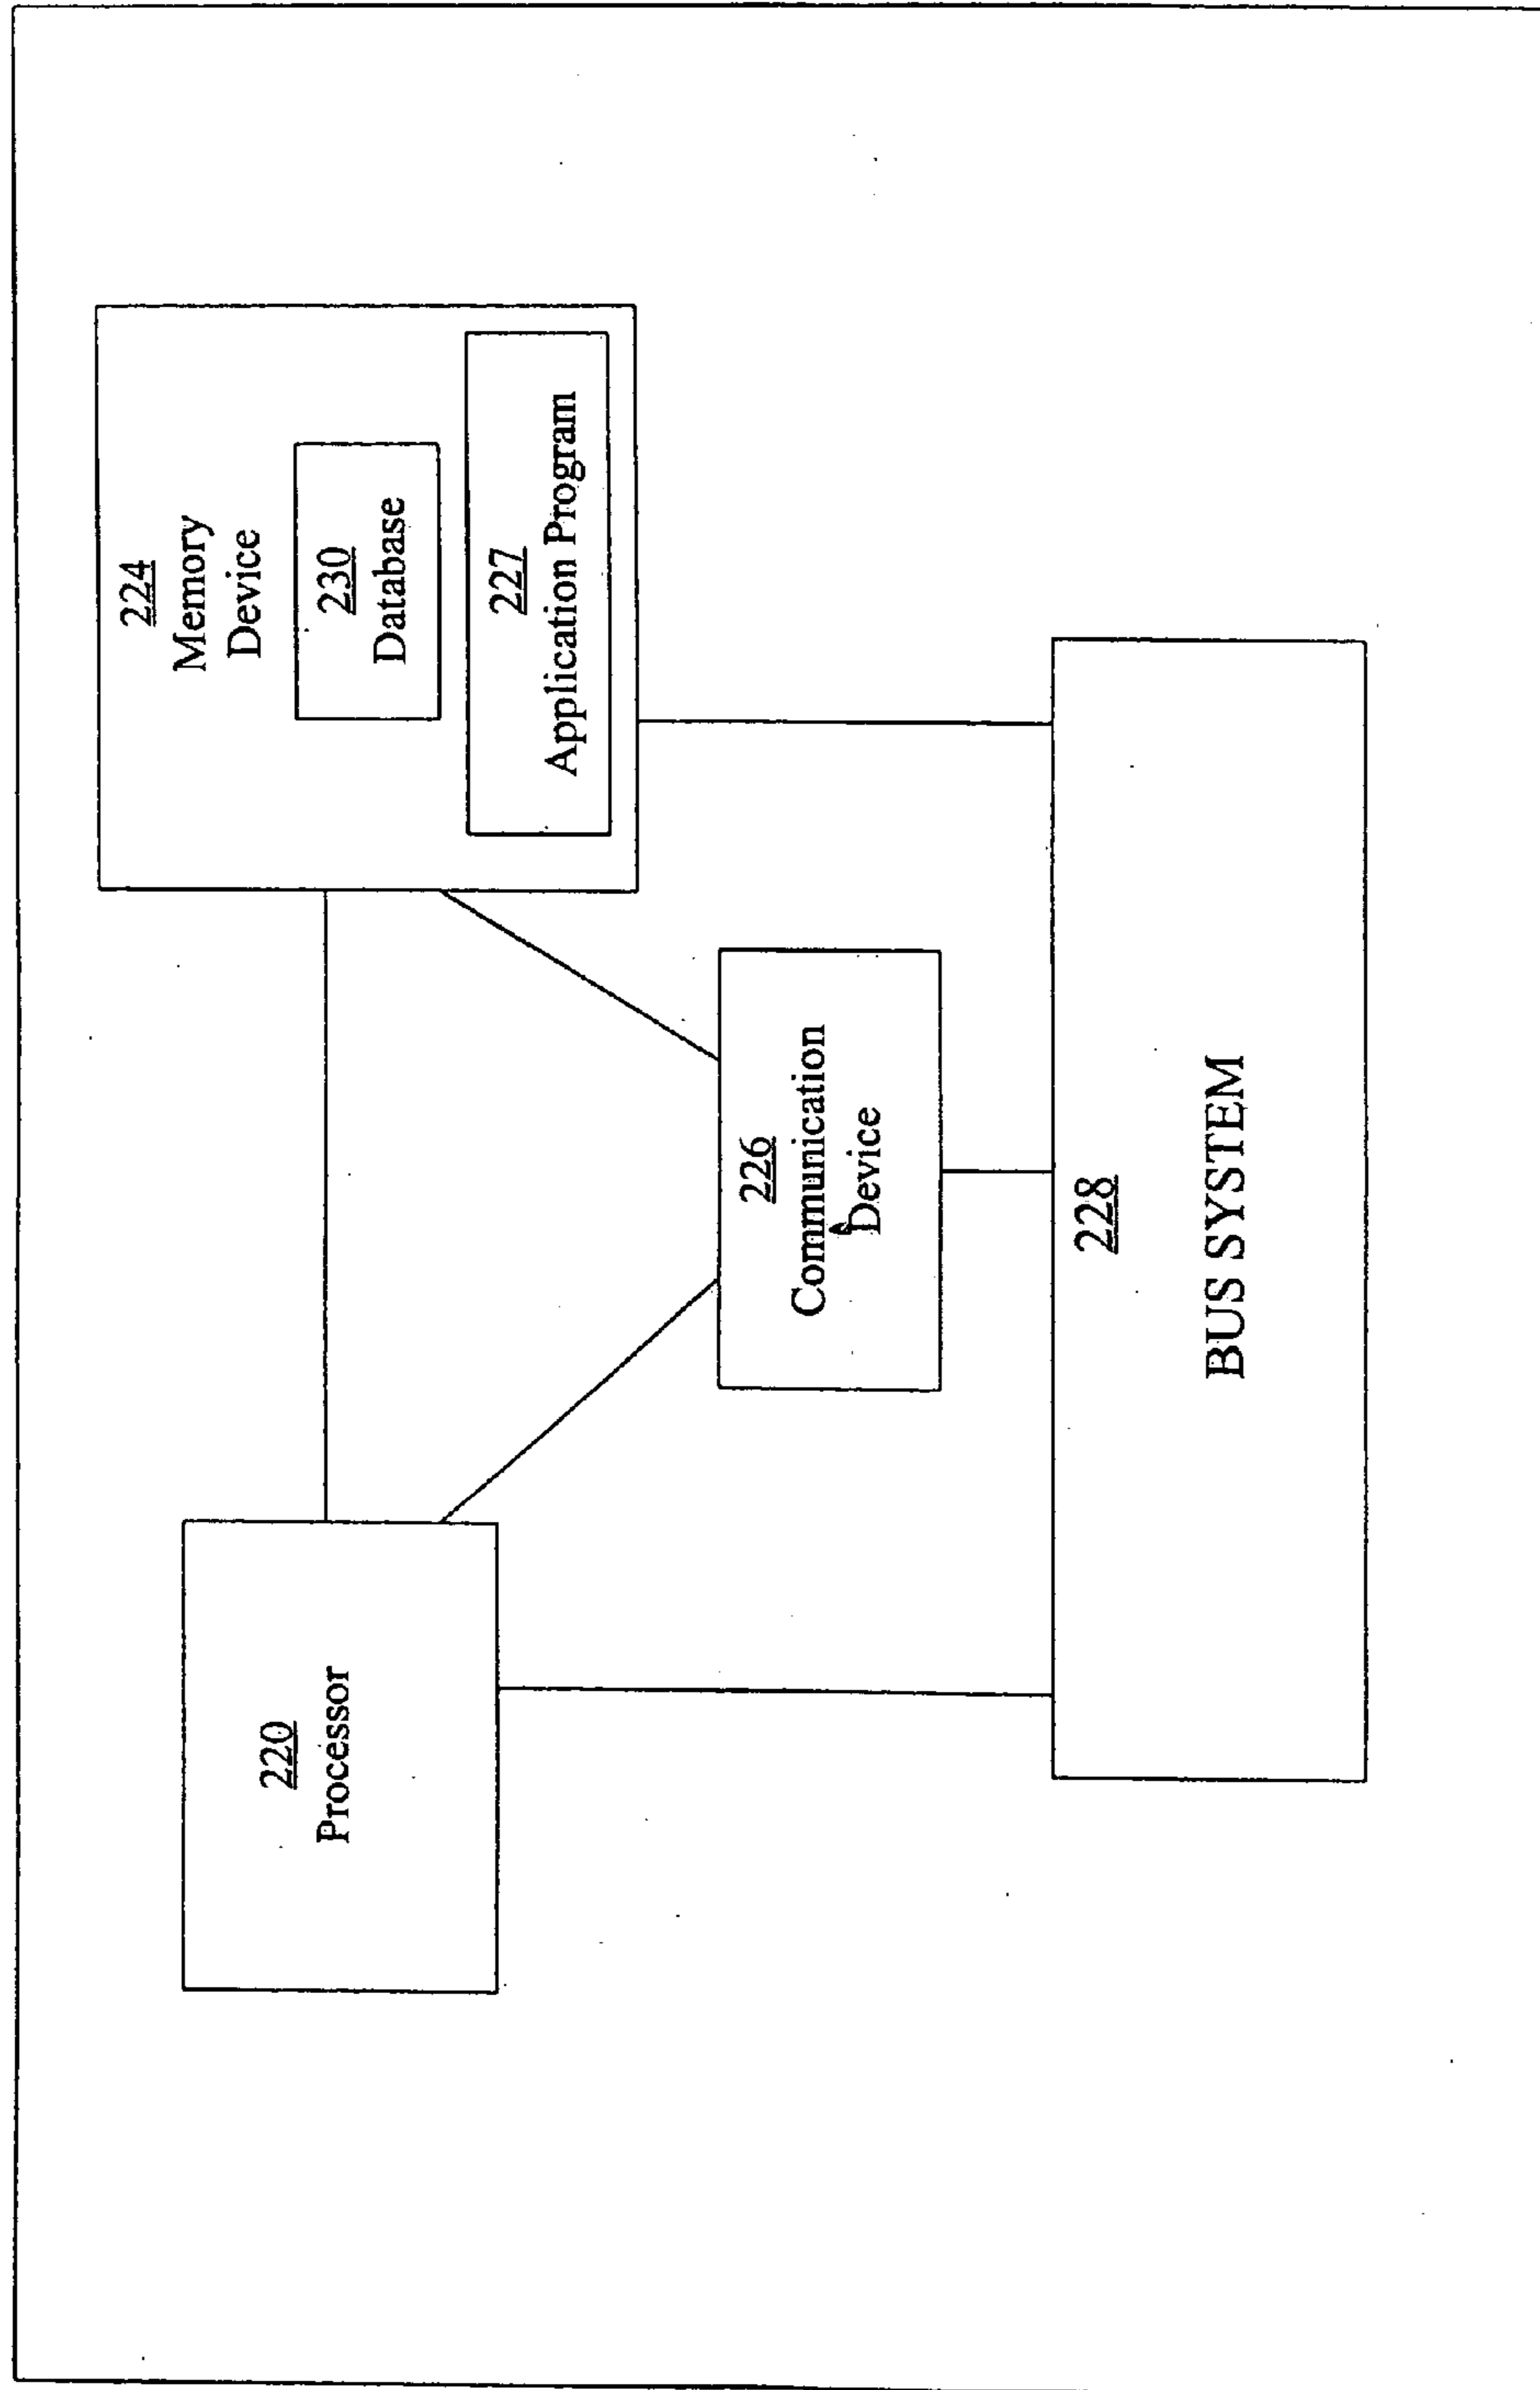 220
Processor
224
Memory
Device
230
Database
227
Application Program
226
Communication
Device
228
BUS SYSTEM